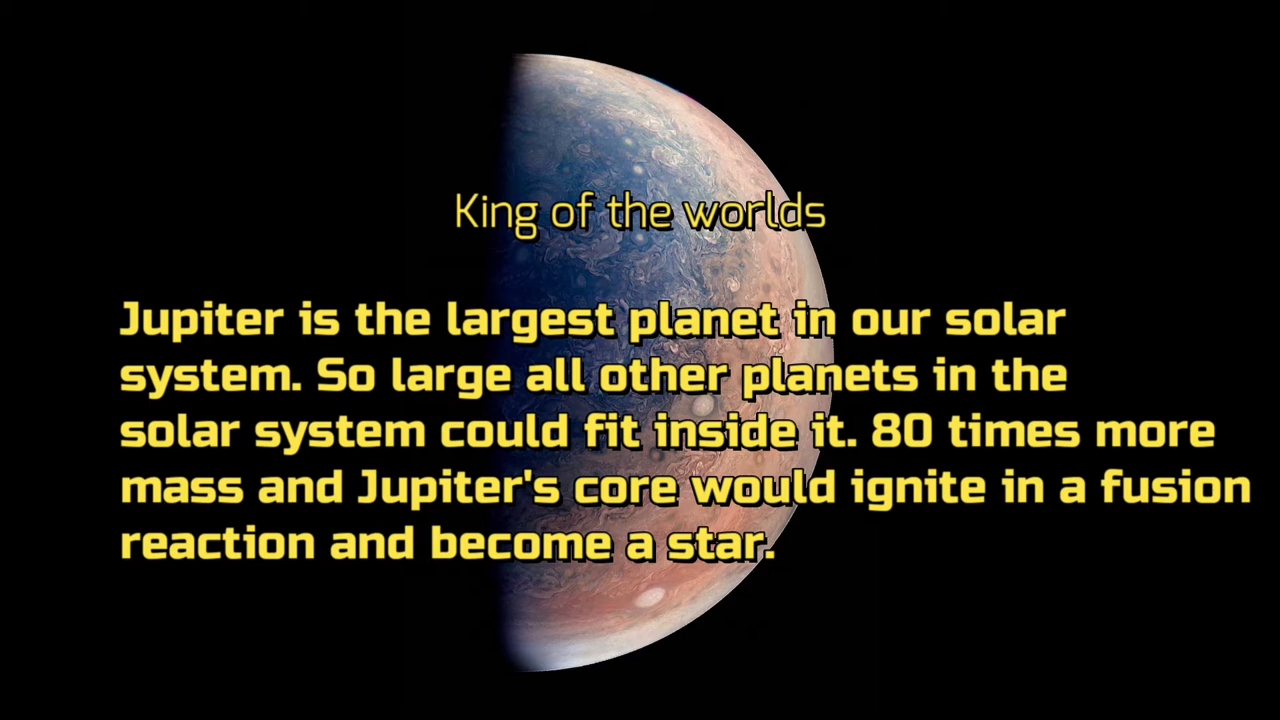 King of the worlds
Jupiter is the largest planet in our solar
system. So large all other planets in the
solar system could fit inside it. 80 times more
mass and Jupiter's core would ignite in a fusion
reaction and become a star.